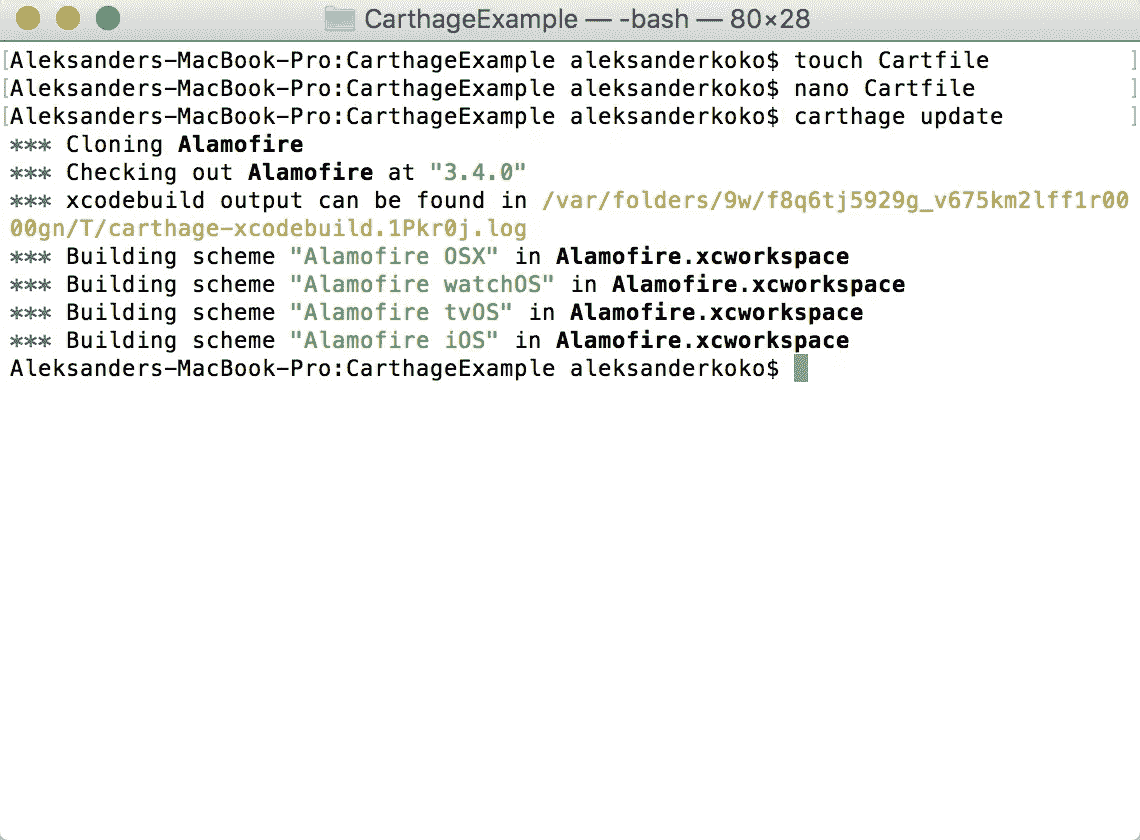 CarthageExample — -bash — 80×28
[Aleksanders-MacBook-Pro:CarthageExample aleksanderkoko$ touch Cartfile ]
[Aleksanders-MacBook-Pro:CarthageExample aleksanderkoko$ nano Cartfile ]
[Aleksanders-MacBook-Pro:CarthageExample aleksanderkoko$ carthage update ]
*** Cloning Alamofire
*** Checking out Alamofire at "3.4.0"
*** xcodebuild output can be found in /var/folders/9w/f8q6tj5929g_v675km2lff1r00
00gn/T/carthage-xcodebuild.1Pkr0j.log
*** Building scheme "Alamofire OSX" in Alamofire.xcworkspace
*** Building scheme "Alamofire watchOS" in Alamofire.xcworkspace
*** Building scheme "Alamofire tvOS" in Alamofire.xcworkspace
*** Building scheme "Alamofire iOS" in Alamofire.xcworkspace
Aleksanders-MacBook-Pro:CarthageExample aleksanderkoko$